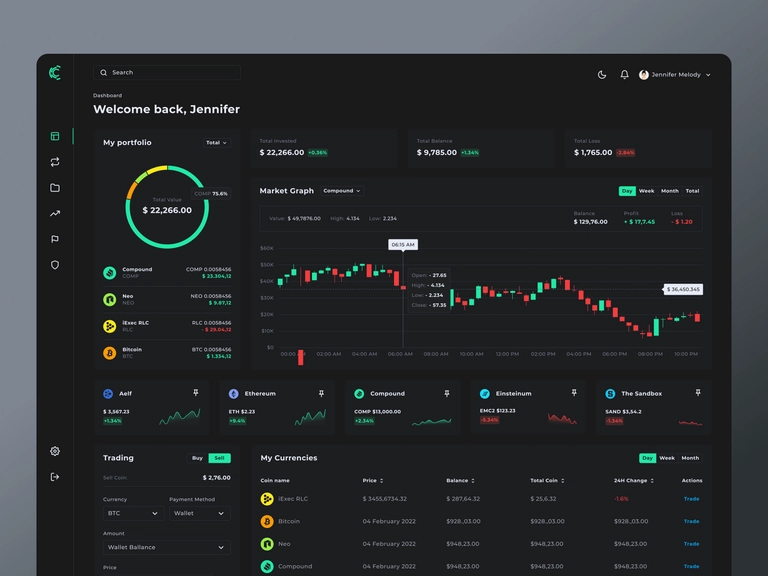 Search
Jennifer Melody
Dashboard
Welcome back, Jennifer
My portfolio
Total
COMP 75.6%
Total Value
$ 22,266.00
Compound
COMP
COMP 0.0058456
$ 23.304,12
Neo
NEO
NEO 0.0058456
$ 9.87,12
iExec RLC
RLC
RLC 0.0058456
- $ 29.04,12
Bitcoin
BTC
BTC 0.0058456
$ 1.334,12
Total Invested
$ 22,266.00 +0.36%
Total Balance
$ 9,785.00 +1.34%
Total Loss
$ 1,765.00 -3.84%
Market Graph
Compound
Day Week Month Total
Value: $ 49,7876.00 High: 4.134 Low: 2.234
Balance
$ 129,76.00
Profit
+ $ 17,7.45
Loss
- $ 1.20
06:15 AM
$60K
$50K
$40K
$30K
$20K
$10K
$0
Open: - 27.65
High: - 4.134
Low: - 2.234
Close: - 57.35
$ 36,450.345
00:00 AM 02:00 AM 04:00 AM 06:00 AM 08:00 AM 10:00 AM 12:00 PM 02:00 PM 04:00 PM 06:00 PM 08:00 PM 10:00 PM
Aelf
$ 3,567.23
+1.34%
Ethereum
ETH $2.23
+9.4%
Compound
COMP $13,000.00
+2.34%
Einsteinum
EMC2 $123.23
The Sandbox
SAND $3,54.2
-1.34%
Trading
Buy Sell
Sell Coin
$ 2,76.00
Currency
Payment Method
BTC
Wallet
Amount
Wallet Ballance
Price
My Currencies
Day Week Month
Coin name Price Balance Total Coin 24H Change Actions
iExec RLC $ 3455,6734.32 $ 287,64.32 $ 25,6.32 -1.6% Trade
Bitcoin 04 February 2022 $928,,03.00 $928,,03.00 $928,,03.00 Trade
Neo 04 February 2022 $948,23.00 $948,23.00 $948,23.00 Trade
Compound 04 February 2022 $948,23.00 $948,23.00 $948,23.00 Trade